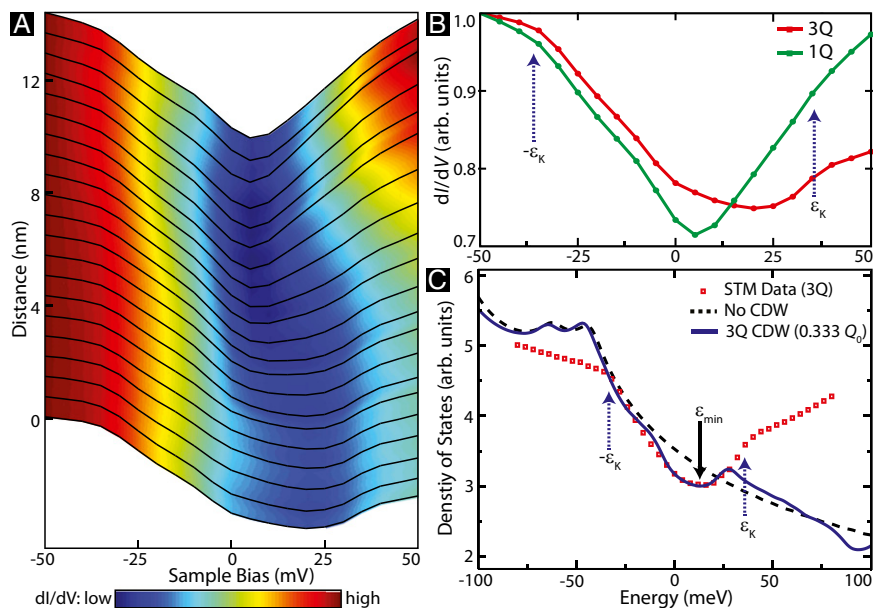 A
Distance (nm)
12
8
4
0
-50
-25
0
25
50
Sample Bias (mV)
dI/dV: low
high
B
dI/dV (arb. units)
1.0
0.9
0.8
0.7
3Q
1Q
-εK
εK
-50
-25
0
25
50
C
Denstiy of States (arb. units)
6
5
4
3
2
STM Data (3Q)
No CDW
3Q CDW (0.333 Q0)
-εK
εmin
εK
-100
-50
0
50
100
Energy (meV)